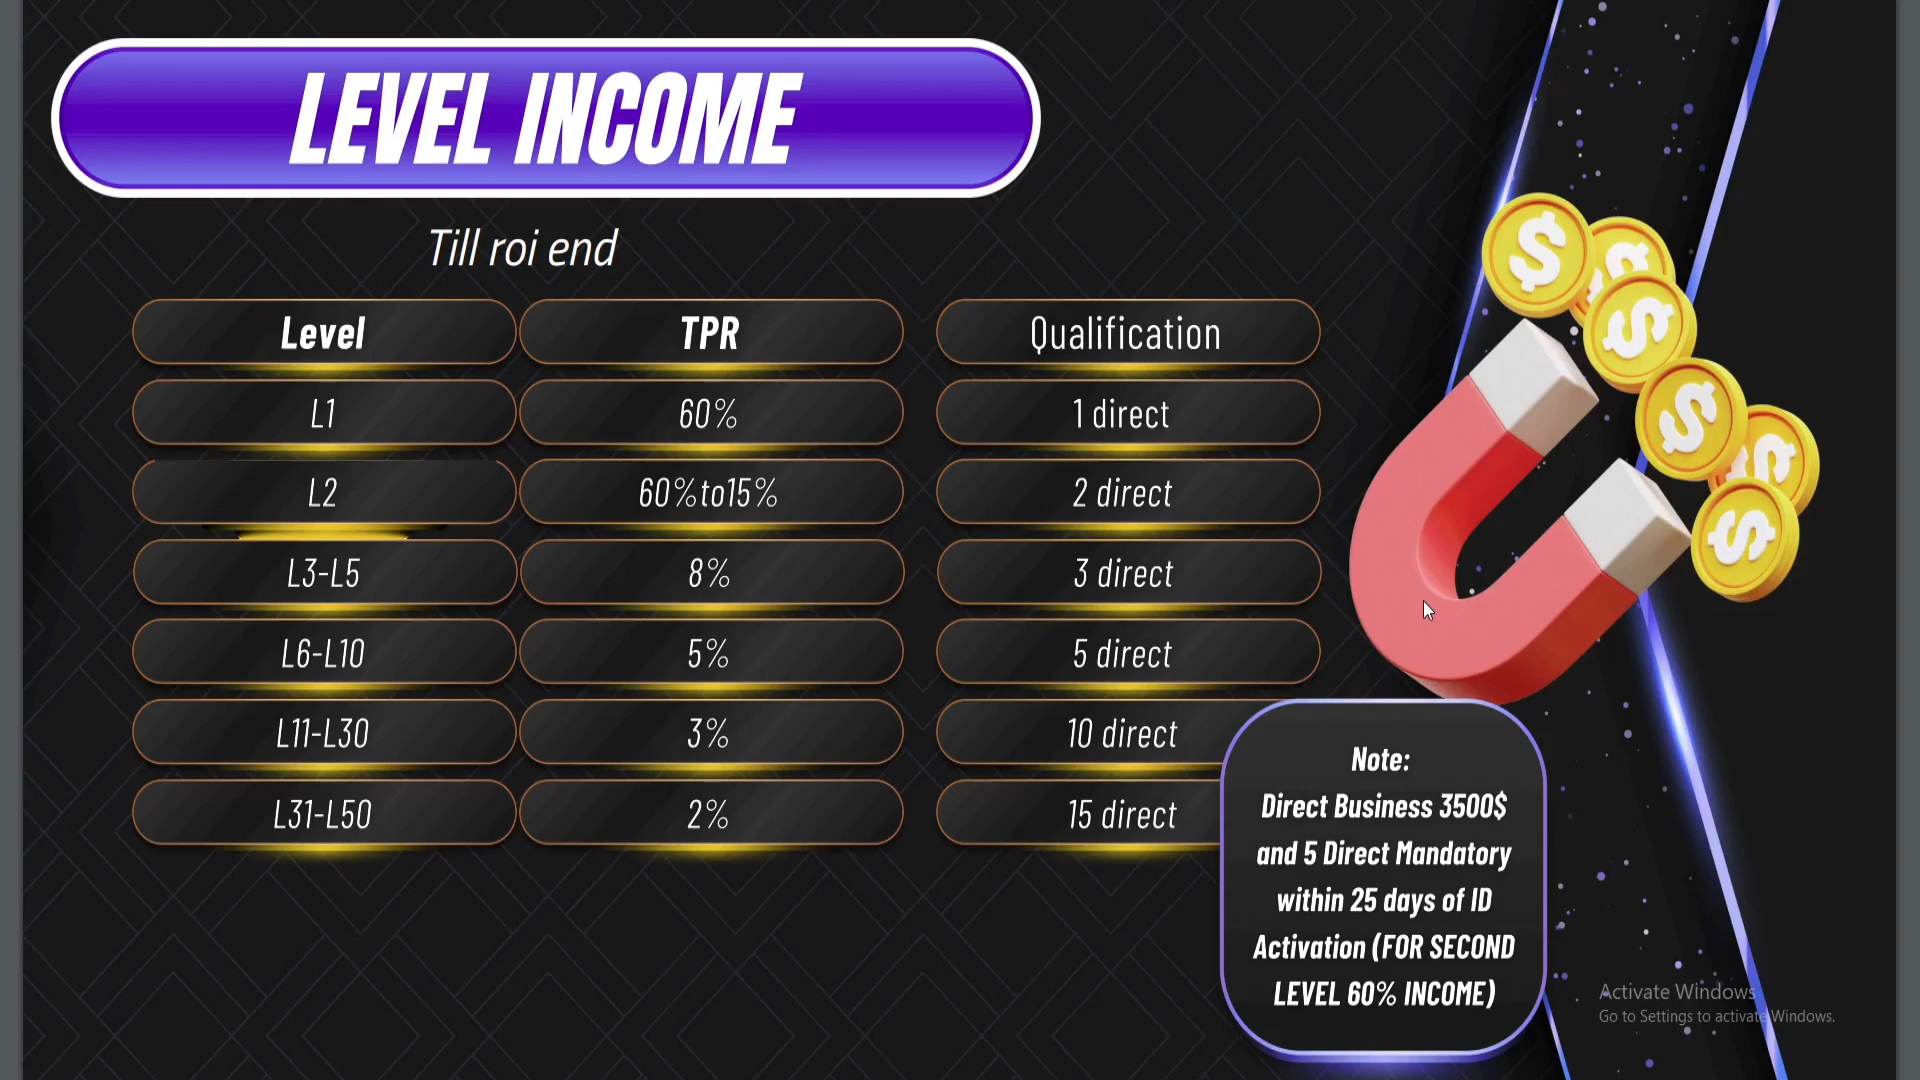 LEVEL INCOME
Till roi end
Level TPR Qualification
L1 60% 1 direct
L2 60%to15% 2 direct
L3-L5 8% 3 direct
L6-L10 5% 5 direct
L11-L30 3% 10 direct
L31-L50 2% 15 direct
Note:
Direct Business 3500$
and 5 Direct Mandatory
within 25 days of ID
Activation (FOR SECOND
LEVEL 60% INCOME)
Activate Windows
Go to Settings to activate Windows.